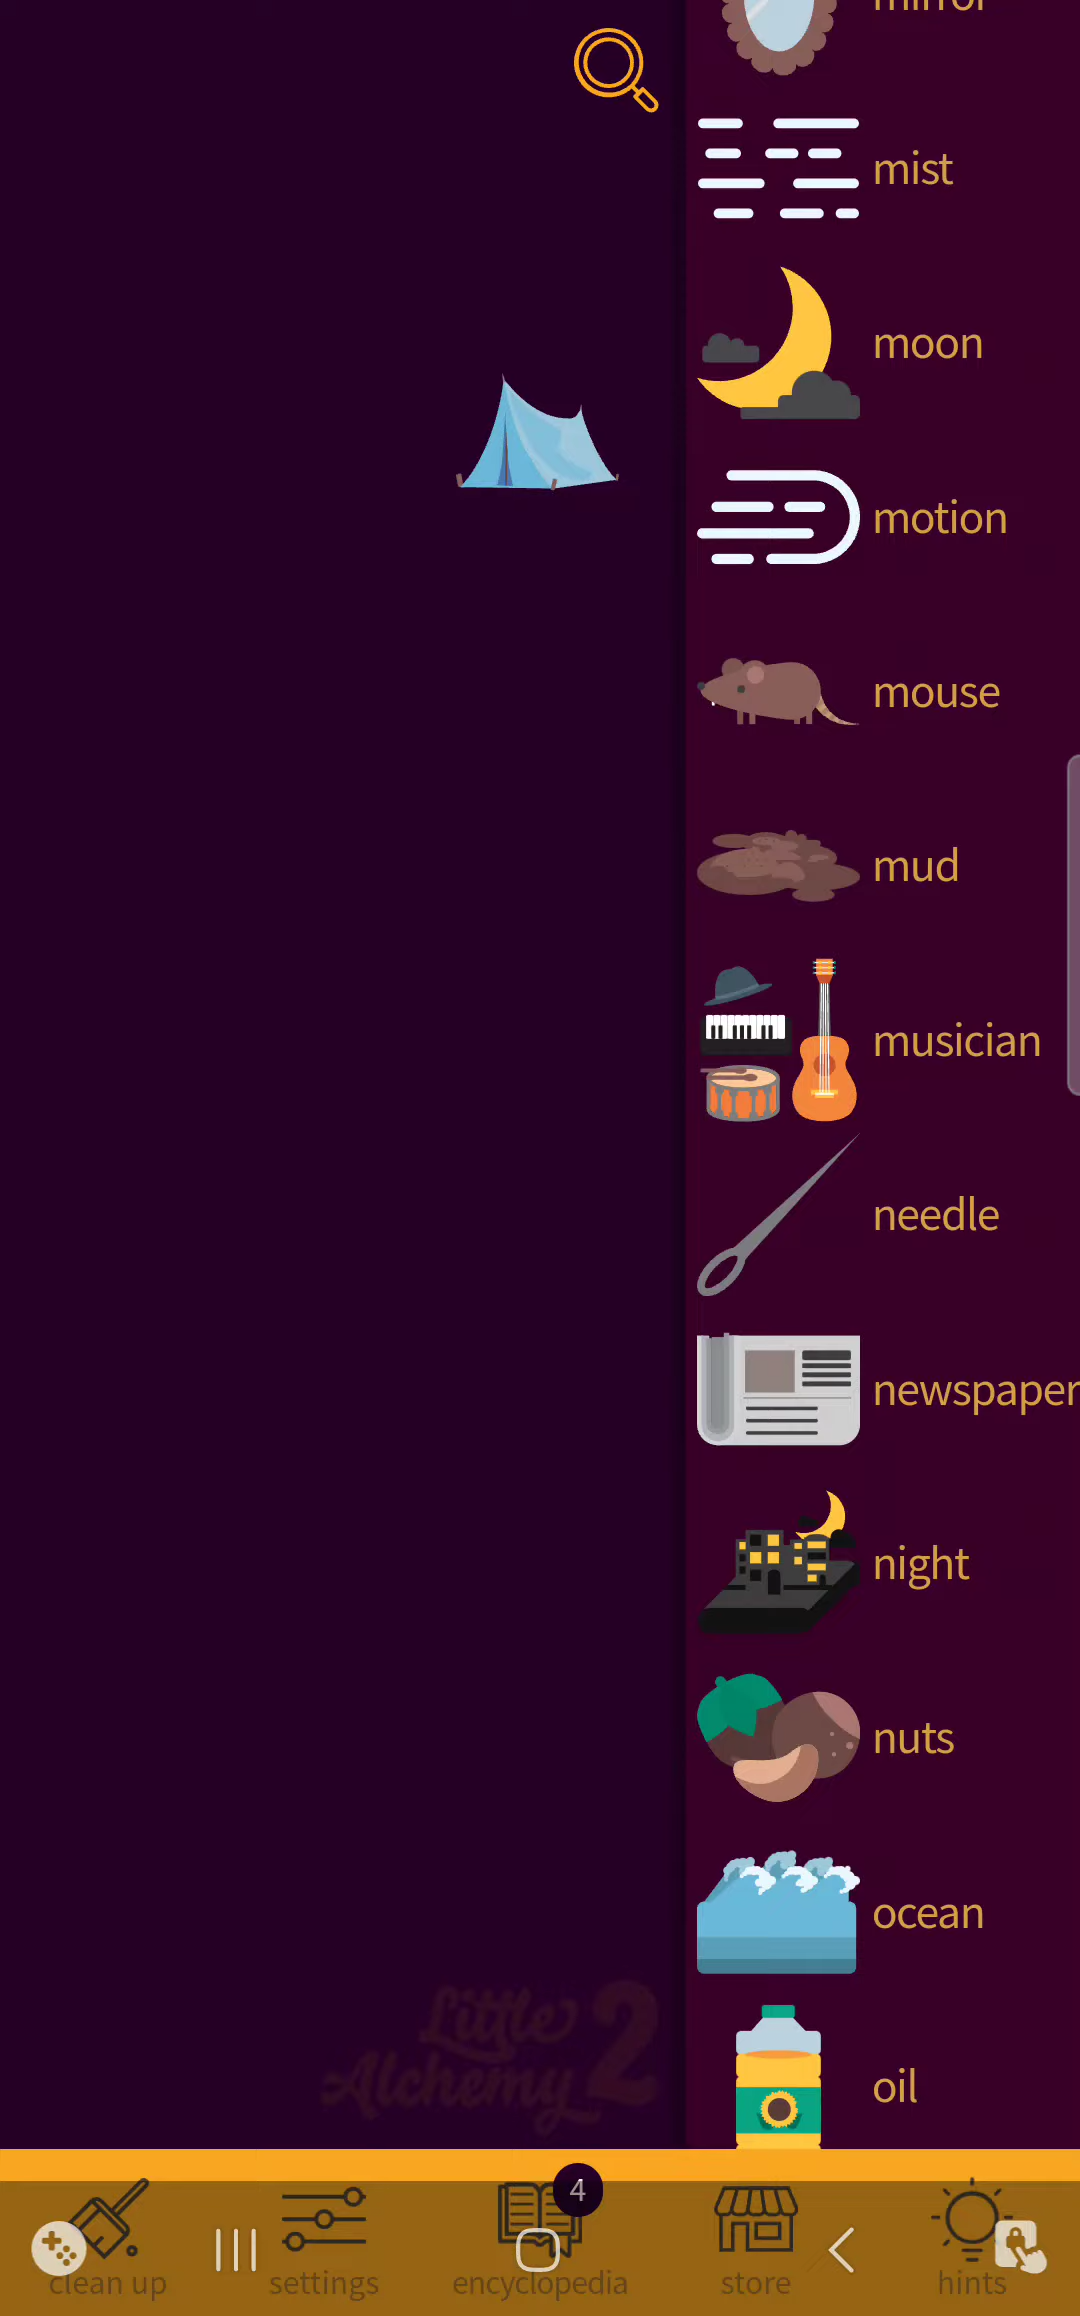 mirror
mist
moon
motion
mouse
mud
musician
needle
newspaper
night
nuts
ocean
oil
Little
Alchemy 2
4
clean up
settings
encyclopedia
store
hints